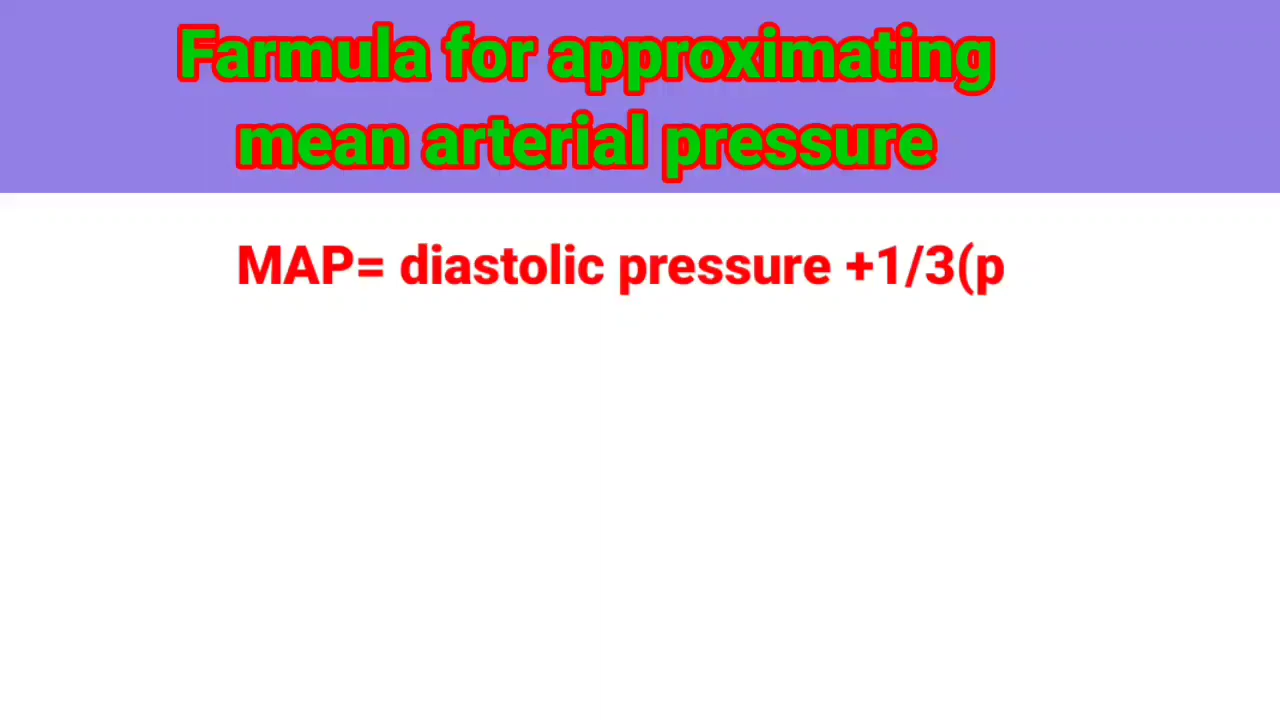 Farmula for approximating
mean arterial pressure
MAP= diastolic pressure +1/3(p